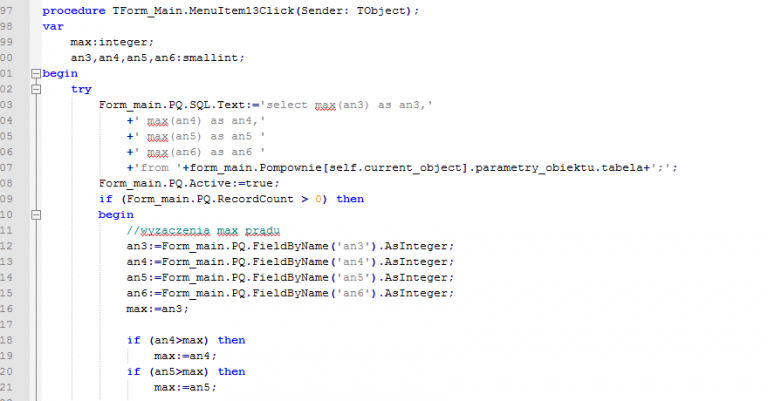 97 procedure TForm_Main.MenuItem13Click(Sender: TObject);
98 var
99 max:integer;
00 an3,an4,an5,an6:smallint;
01 begin
02 try
03 Form_main.PQ.SQL.Text:='select max(an3) as an3,'
04 +' max(an4) as an4,'
05 +' max(an5) as an5 '
06 +' max(an6) as an6 '
07 +'from '+form_main.Pompownie[self.current_object].parametry_obiektu.tabela+';';
08 Form_main.PQ.Active:=true;
09 if (Form_main.PQ.RecordCount > 0) then
10 begin
11 //wyzaczenia max prądu
12 an3:=Form_main.PQ.FieldByName('an3').AsInteger;
13 an4:=Form_main.PQ.FieldByName('an4').AsInteger;
14 an5:=Form_main.PQ.FieldByName('an5').AsInteger;
15 an6:=Form_main.PQ.FieldByName('an6').AsInteger;
16 max:=an3;
17
18 if (an4>max) then
19 max:=an4;
20 if (an5>max) then
21 max:=an5;